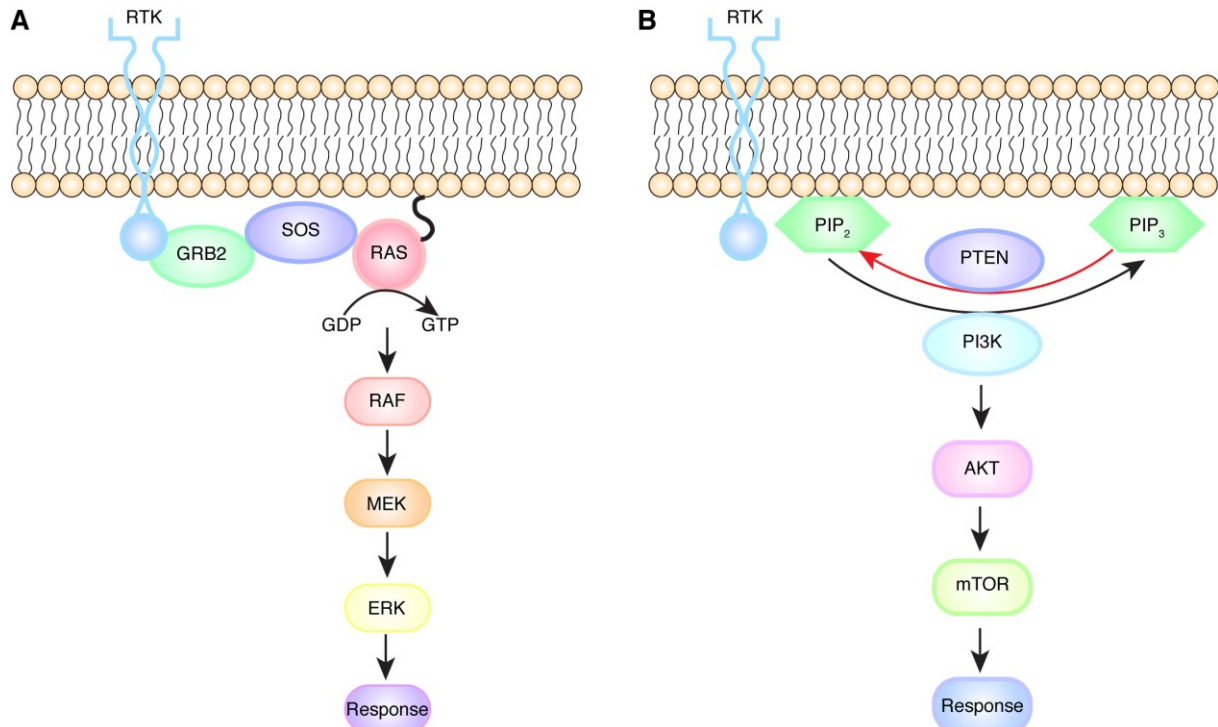 A
RTK
GRB2
SOS
RAS
GDP
GTP
RAF
MEK
ERK
Response
B
RTK
PIP₂
PIP₃
PTEN
PI3K
AKT
mTOR
Response